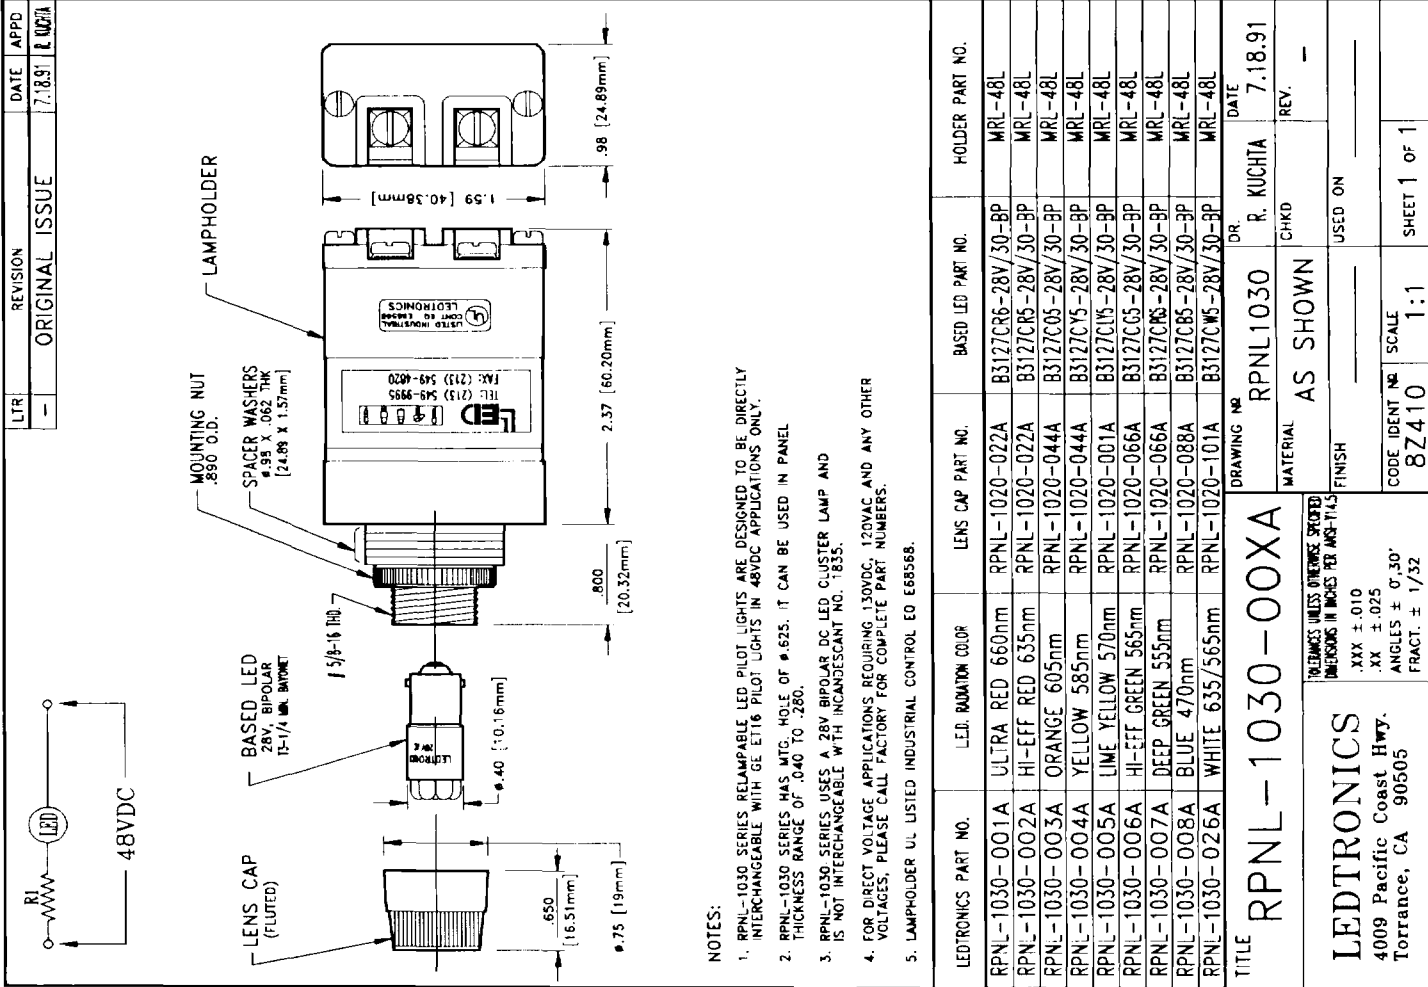 LTR REVISION DATE APPD
- ORIGINAL ISSUE 7.18.91 R. KUCHTA
R1
LED
48VDC
LENS CAP
(FLUTED)
BASED LED
28V, BIPOLAR
T3-1/4 MIN. BAYONET
5/8-16 THD.
MOUNTING NUT
.890 O.D.
SPACER WASHERS
ø.98 X .062 THK
[24.89 X 1.57mm]
LAMPHOLDER
LEDTRONICS
LED
TEL: (213) 549-9995
FAX: (213) 549-4820
LISTED INDUSTRIAL
CONT EQ E68568
LEDTRONICS
UL
.650
[16.51mm]
ø.75 [19mm]
ø.40 [10.16mm]
.800
[20.32mm]
2.37 [60.20mm]
1.59 [40.38mm]
.98 [24.89mm]
NOTES:
1. RPNL-1030 SERIES RELAMPABLE LED PILOT LIGHTS ARE DESIGNED TO BE DIRECTLY
INTERCHANGEABLE WITH GE ET16 PILOT LIGHTS IN 48VDC APPLICATIONS ONLY.
2. RPNL-1030 SERIES HAS MTG. HOLE OF ø.625. IT CAN BE USED IN PANEL
THICKNESS RANGE OF .040 TO .280.
3. RPNL-1030 SERIES USES A 28V BIPOLAR DC LED CLUSTER LAMP AND
IS NOT INTERCHANGEABLE WITH INCANDESCANT NO. 1835.
4. FOR DIRECT VOLTAGE APPLICATIONS REQUIRING 130VDC, 120VAC AND ANY OTHER
VOLTAGES, PLEASE CALL FACTORY FOR COMPLETE PART NUMBERS.
5. LAMPHOLDER UL LISTED INDUSTRIAL CONTROL EQ E68568.
LEDTRONICS PART NO. LED. RADIATION COLOR LENS CAP PART NO. BASED LED PART NO. HOLDER PART NO.
RPNL-1030-001A ULTRA RED 660nm RPNL-1020-022A B3127CR6-28V/30-BP MRL-48L
RPNL-1030-002A HI-EFF RED 635nm RPNL-1020-022A B3127CR5-28V/30-BP MRL-48L
RPNL-1030-003A ORANGE 605nm RPNL-1020-044A B3127CO5-28V/30-BP MRL-48L
RPNL-1030-004A YELLOW 585nm RPNL-1020-044A B3127CY5-28V/30-BP MRL-48L
RPNL-1030-005A LIME YELLOW 570nm RPNL-1020-001A B3127CLY5-28V/30-BP MRL-48L
RPNL-1030-006A HI-EFF GREEN 565nm RPNL-1020-066A B3127CG5-28V/30-BP MRL-48L
RPNL-1030-007A DEEP GREEN 555nm RPNL-1020-066A B3127CPG5-28V/30-BP MRL-48L
RPNL-1030-008A BLUE 470nm RPNL-1020-088A B3127CB5-28V/30-BP MRL-48L
RPNL-1030-026A WHITE 635/565nm RPNL-1020-101A B3127CW5-28V/30-BP MRL-48L
TITLE
RPNL-1030-00XA
DRAWING Nº
RPNL1030
DR.
R. KUCHTA
DATE
7.18.91
MATERIAL
AS SHOWN
CHKD
REV.
-
FINISH
USED ON
CODE IDENT Nº
8Z410
SCALE
1:1
SHEET 1 OF 1
LEDTRONICS
4009 Pacific Coast Hwy.
Torrance, CA 90505
TOLERANCES UNLESS OTHERWISE SPECIFIED
DIMENSIONS IN INCHES PER ANSI-Y14.5
.XXX ±.010
.XX ±.025
ANGLES ± 0°,30'
FRACT. ± 1/32